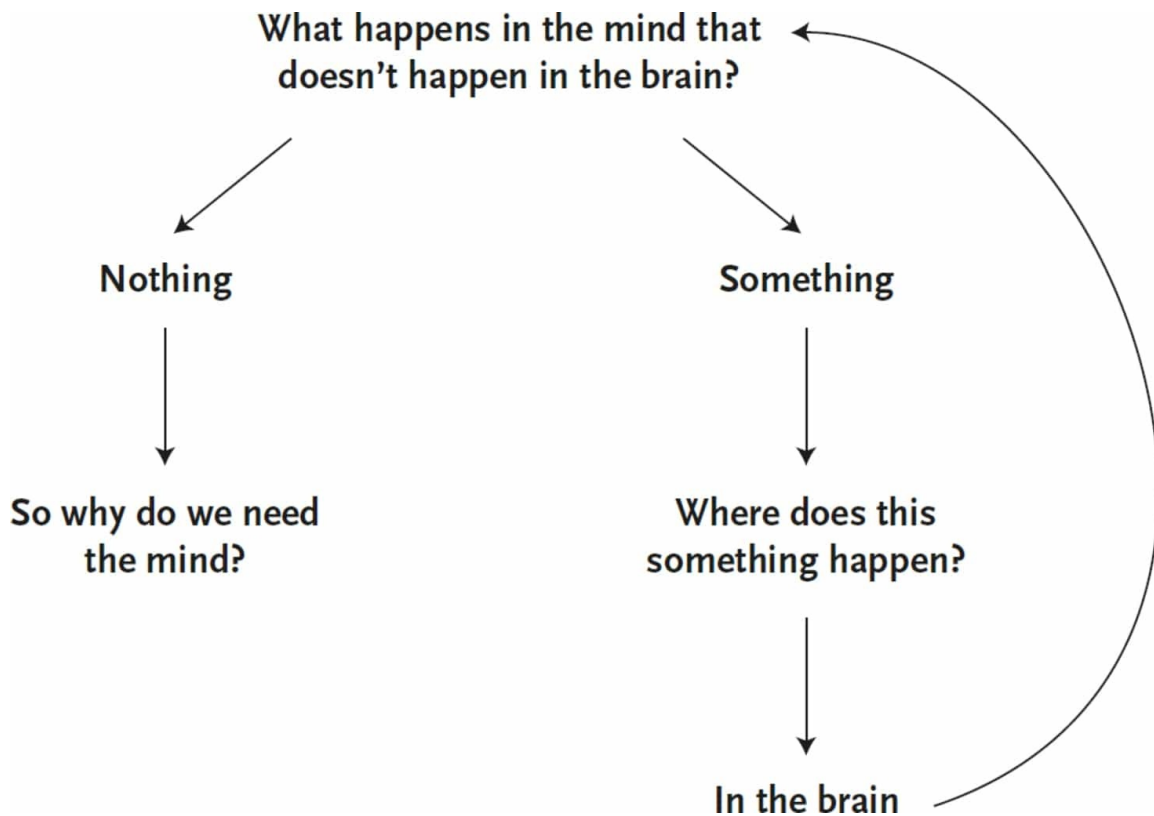 What happens in the mind that
doesn’t happen in the brain?
Nothing
Something
So why do we need
the mind?
Where does this
something happen?
In the brain